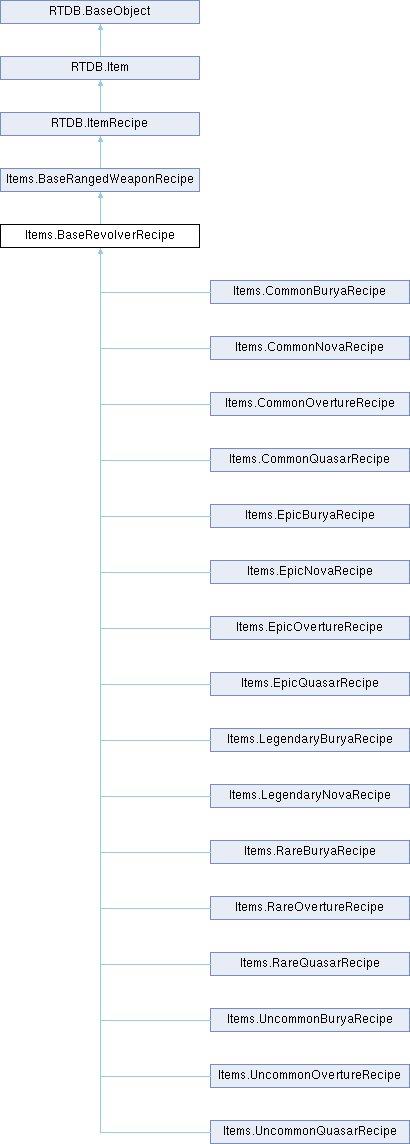 RTDB.BaseObject
RTDB.Item
RTDB.ItemRecipe
Items.BaseRangedWeaponRecipe
Items.BaseRevolverRecipe
Items.CommonBuryaRecipe
Items.CommonNovaRecipe
Items.CommonOvertureRecipe
Items.CommonQuasarRecipe
Items.EpicBuryaRecipe
Items.EpicNovaRecipe
Items.EpicOvertureRecipe
Items.EpicQuasarRecipe
Items.LegendaryBuryaRecipe
Items.LegendaryNovaRecipe
Items.RareBuryaRecipe
Items.RareOvertureRecipe
Items.RareQuasarRecipe
Items.UncommonBuryaRecipe
Items.UncommonOvertureRecipe
Items.UncommonQuasarRecipe